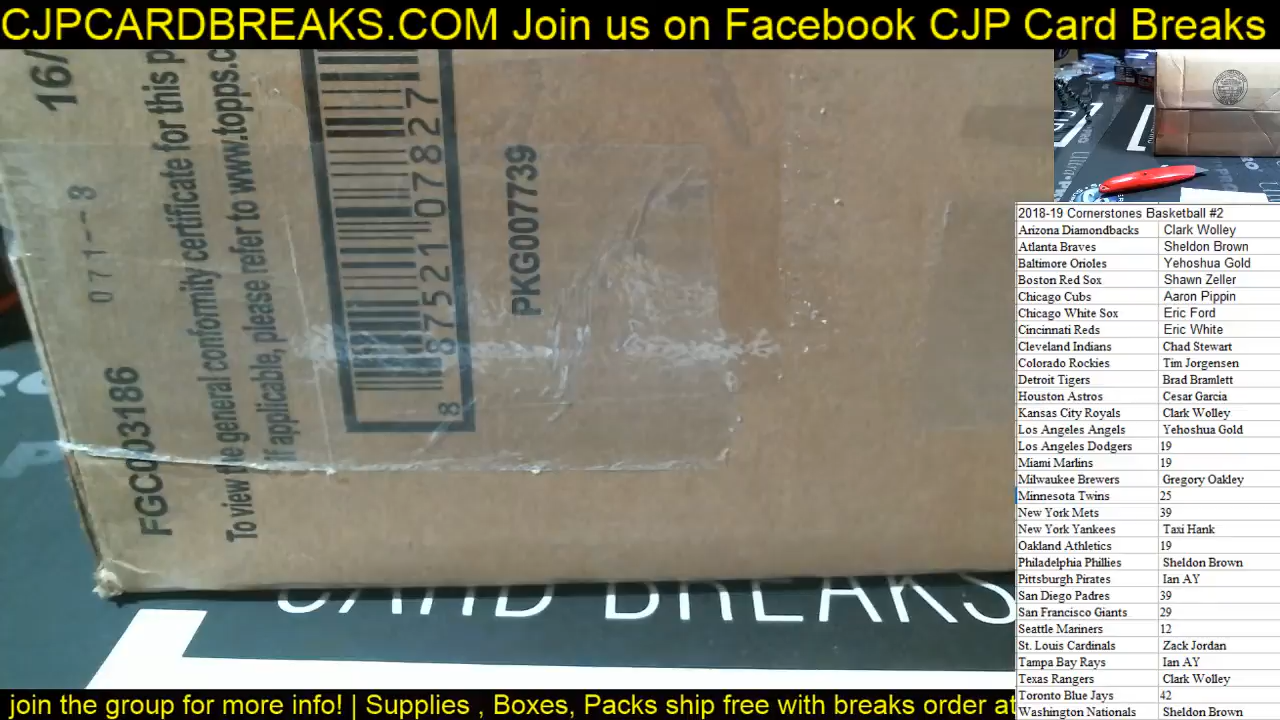 CJPCARDBREAKS.COM Join us on Facebook CJP Card Breaks
16/
071--3
FGC003186
To view the general conformity certificate for this p
if applicable, please refer to www.topps.c
8 87521 07827
PKG007739
CARD BREAKS
2018-19 Cornerstones Basketball #2
Arizona Diamondbacks Clark Wolley
Atlanta Braves Sheldon Brown
Baltimore Orioles Yehoshua Gold
Boston Red Sox Shawn Zeller
Chicago Cubs Aaron Pippin
Chicago White Sox Eric Ford
Cincinnati Reds Eric White
Cleveland Indians Chad Stewart
Colorado Rockies Tim Jorgensen
Detroit Tigers Brad Bramlett
Houston Astros Cesar Garcia
Kansas City Royals Clark Wolley
Los Angeles Angels Yehoshua Gold
Los Angeles Dodgers 19
Miami Marlins 19
Milwaukee Brewers Gregory Oakley
Minnesota Twins 25
New York Mets 39
New York Yankees Taxi Hank
Oakland Athletics 19
Philadelphia Phillies Sheldon Brown
Pittsburgh Pirates Ian AY
San Diego Padres 39
San Francisco Giants 29
Seattle Mariners 12
St. Louis Cardinals Zack Jordan
Tampa Bay Rays Ian AY
Texas Rangers Clark Wolley
Toronto Blue Jays 42
Washington Nationals Sheldon Brown
join the group for more info! | Supplies , Boxes, Packs ship free with breaks order at